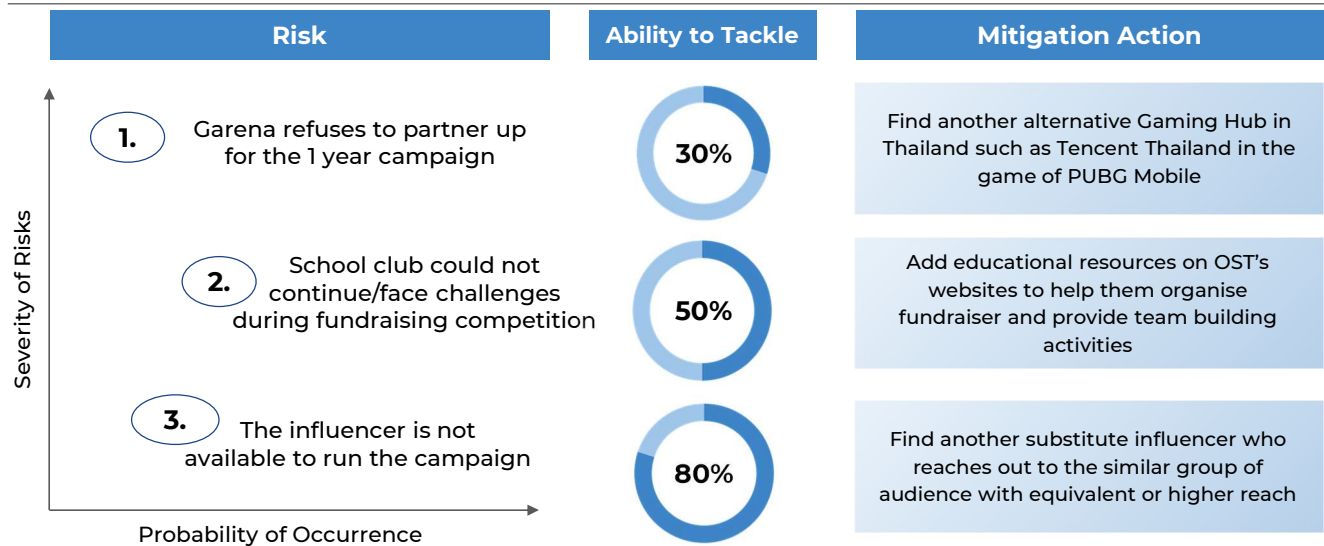 Risk
Ability to Tackle
Mitigation Action
Severity of Risks
1.
Garena refuses to partner up
for the 1 year campaign
30%
Find another alternative Gaming Hub in
Thailand such as Tencent Thailand in the
game of PUBG Mobile
2.
School club could not
continue/face challenges
during fundraising competition
50%
Add educational resources on OST’s
websites to help them organise
fundraiser and provide team building
activities
3.
The influencer is not
available to run the campaign
80%
Find another substitute influencer who
reaches out to the similar group of
audience with equivalent or higher reach
Probability of Occurrence